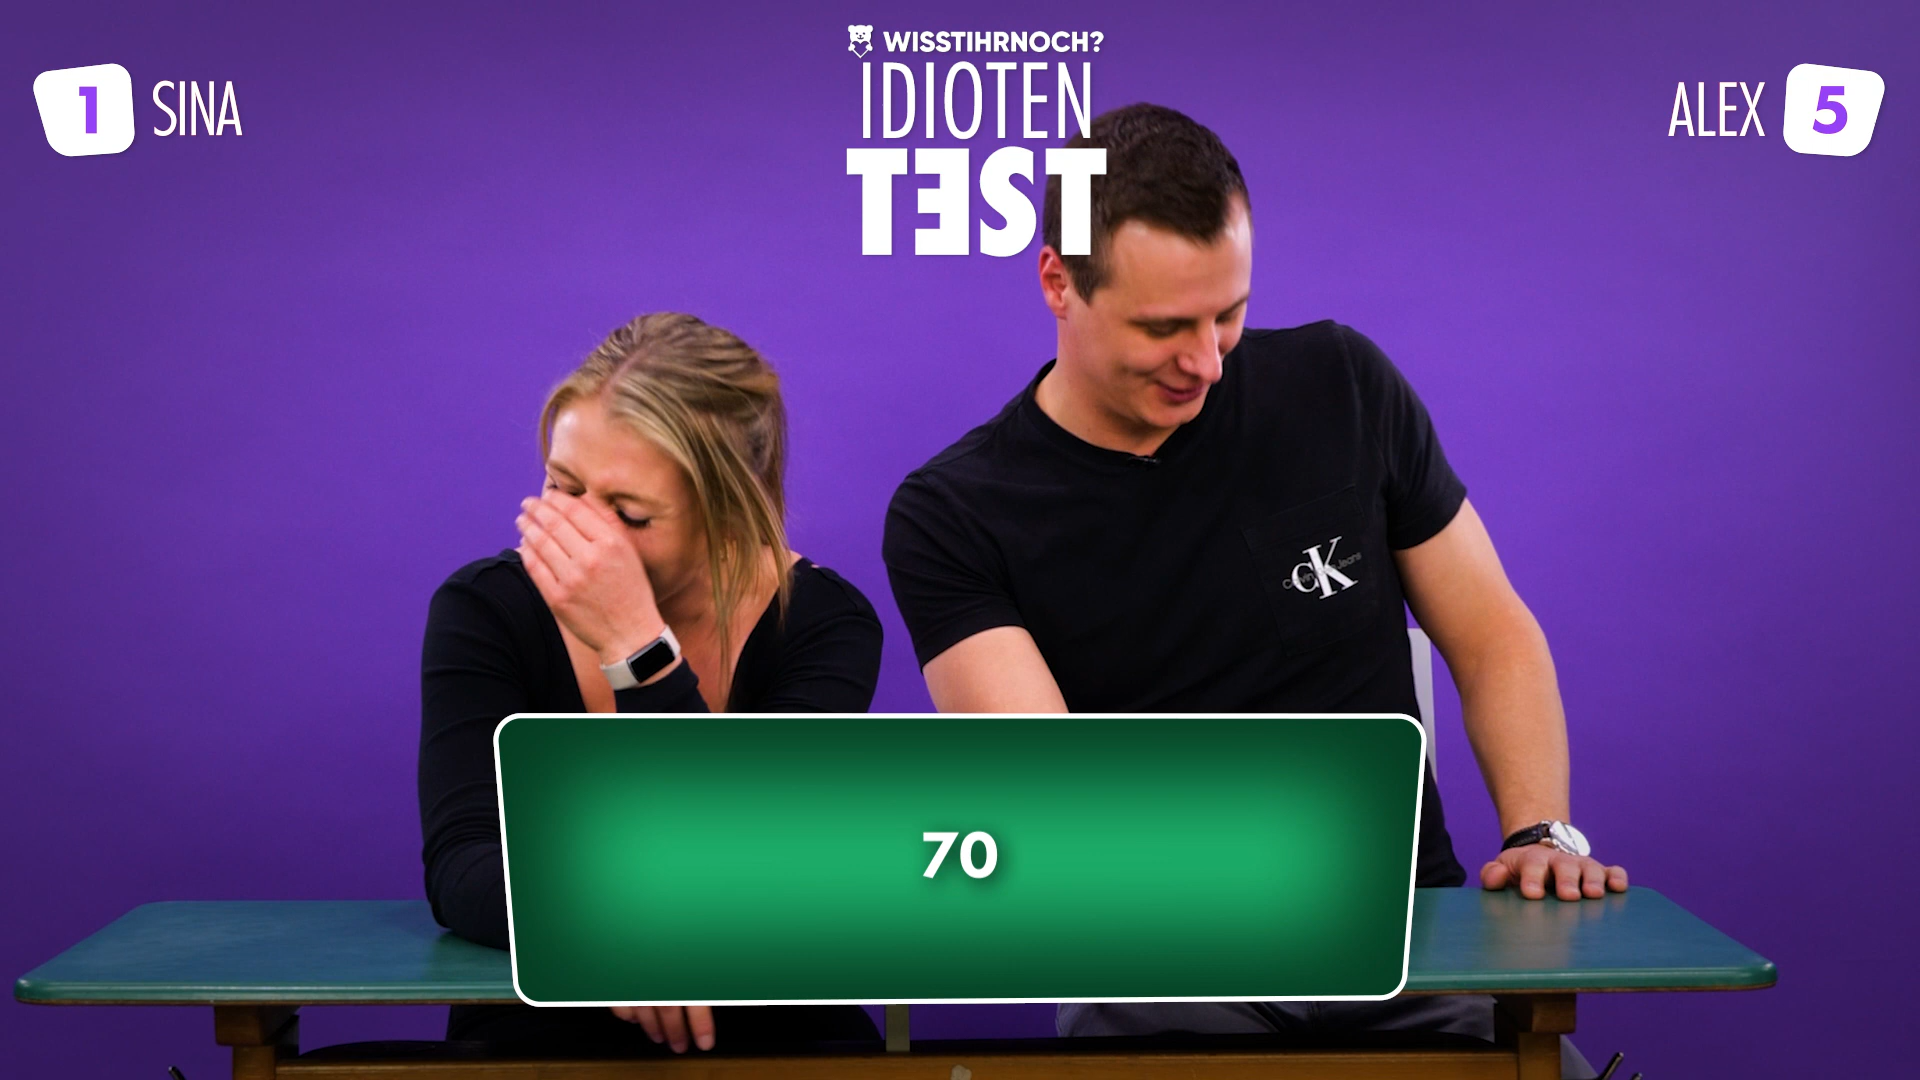 WISSTIHRNOCH?
IDIOTEN
TEST
1 SINA
ALEX 5
CK
70